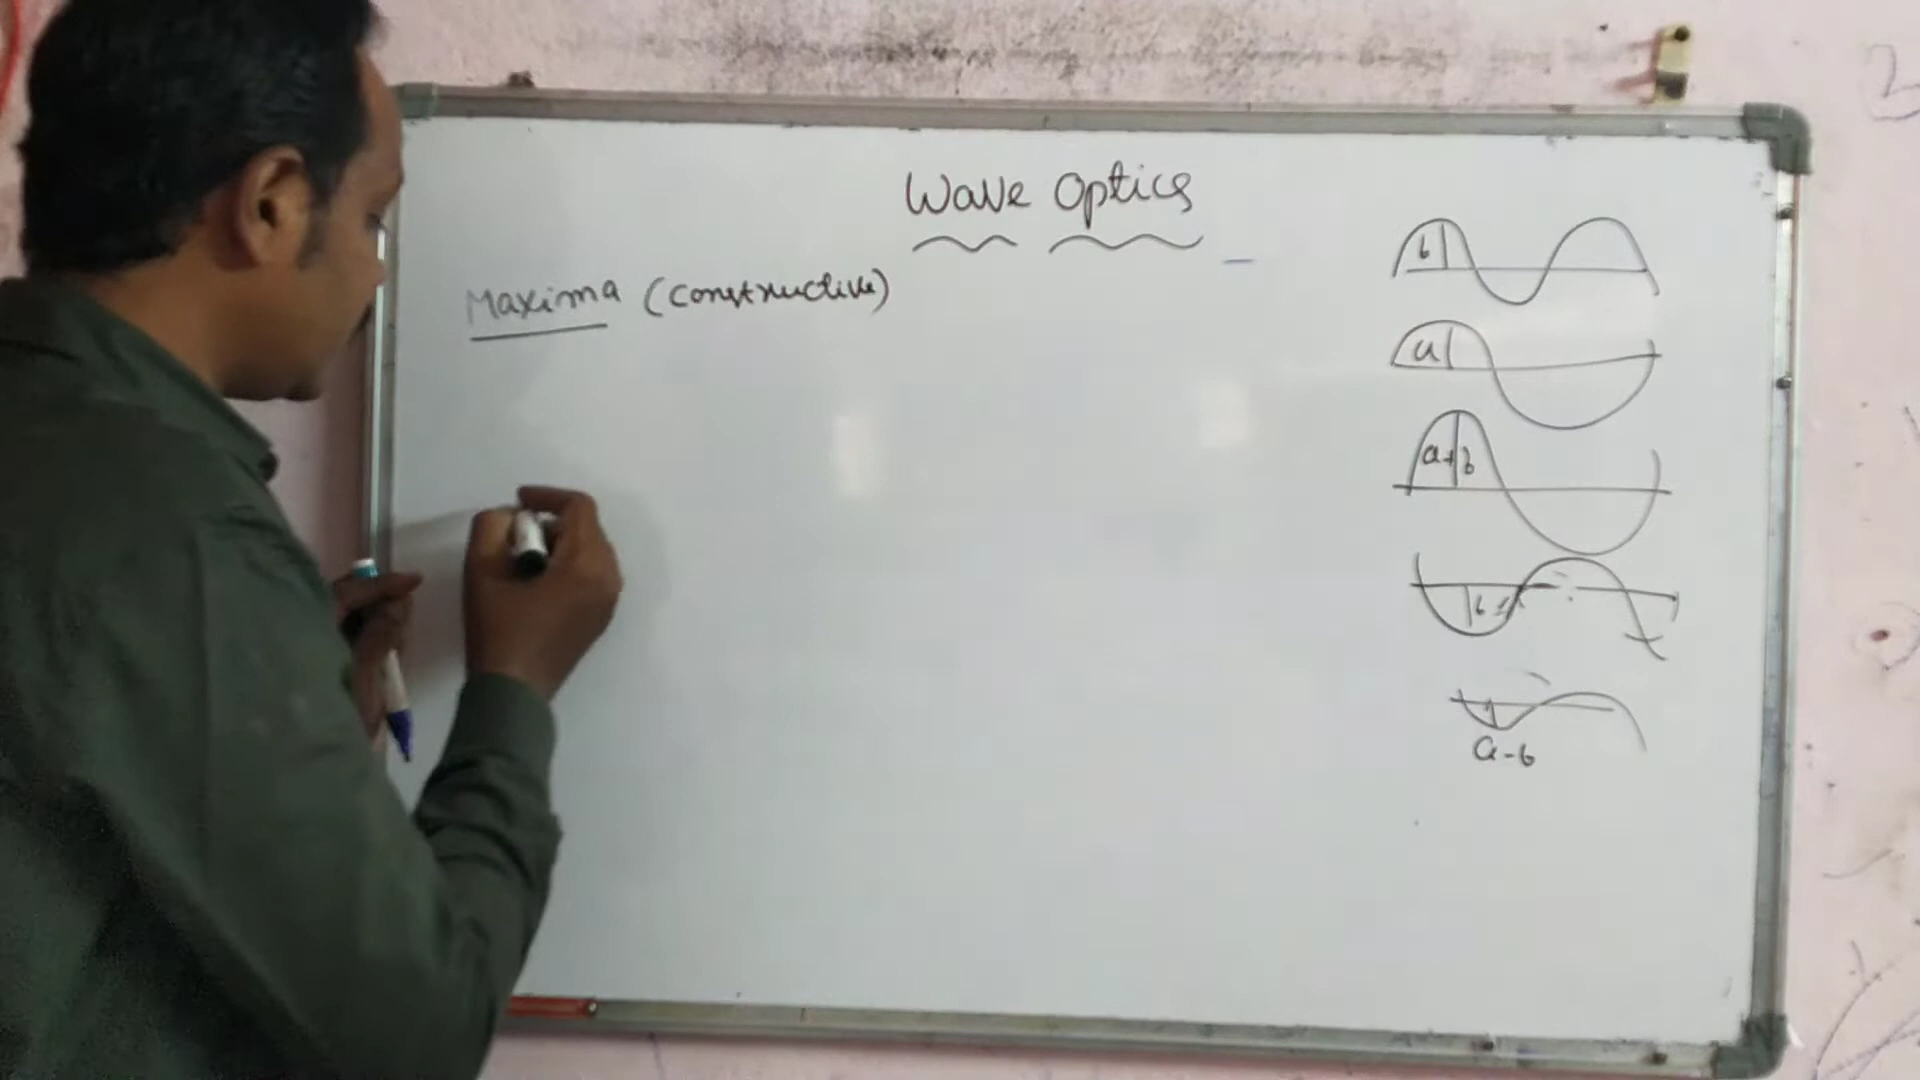 Wave Optics
Maxima (Constructive)
b
a
a+b
b
a-b